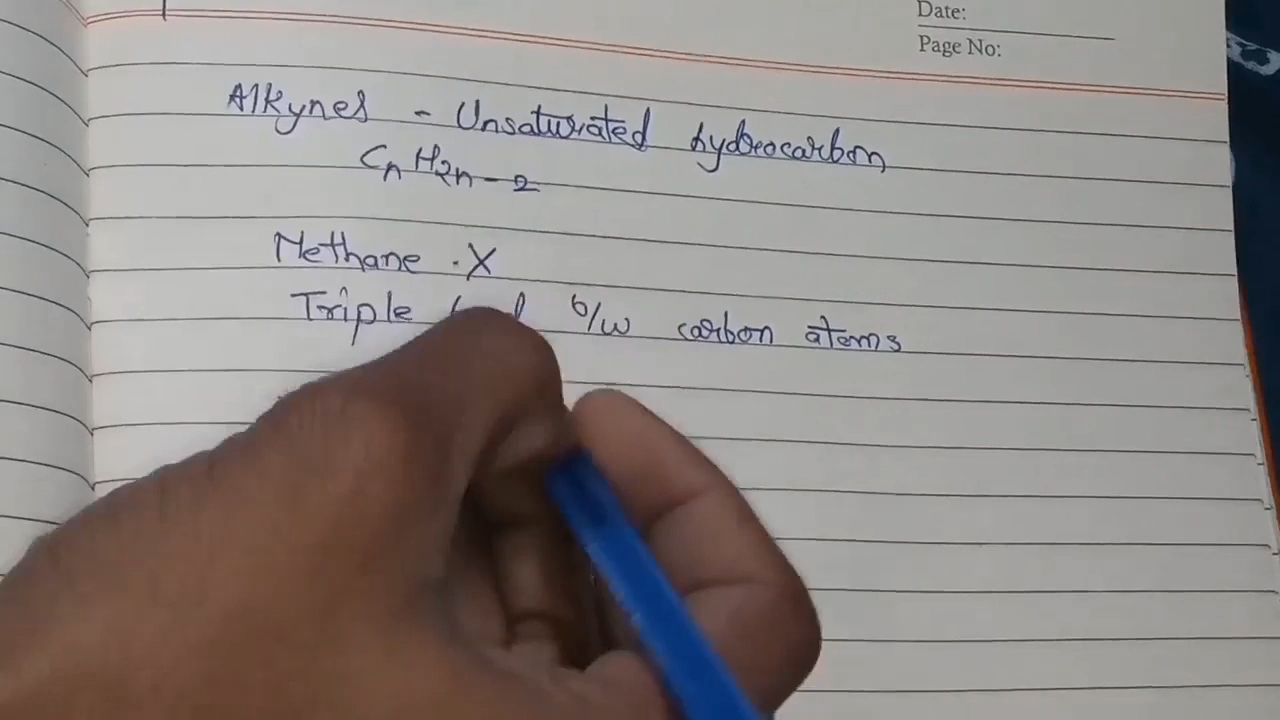 Date:
Page No:
Alkynes - Unsaturated hydrocarbon
CnH2n-2
Methane . X
Triple b/w carbon atoms